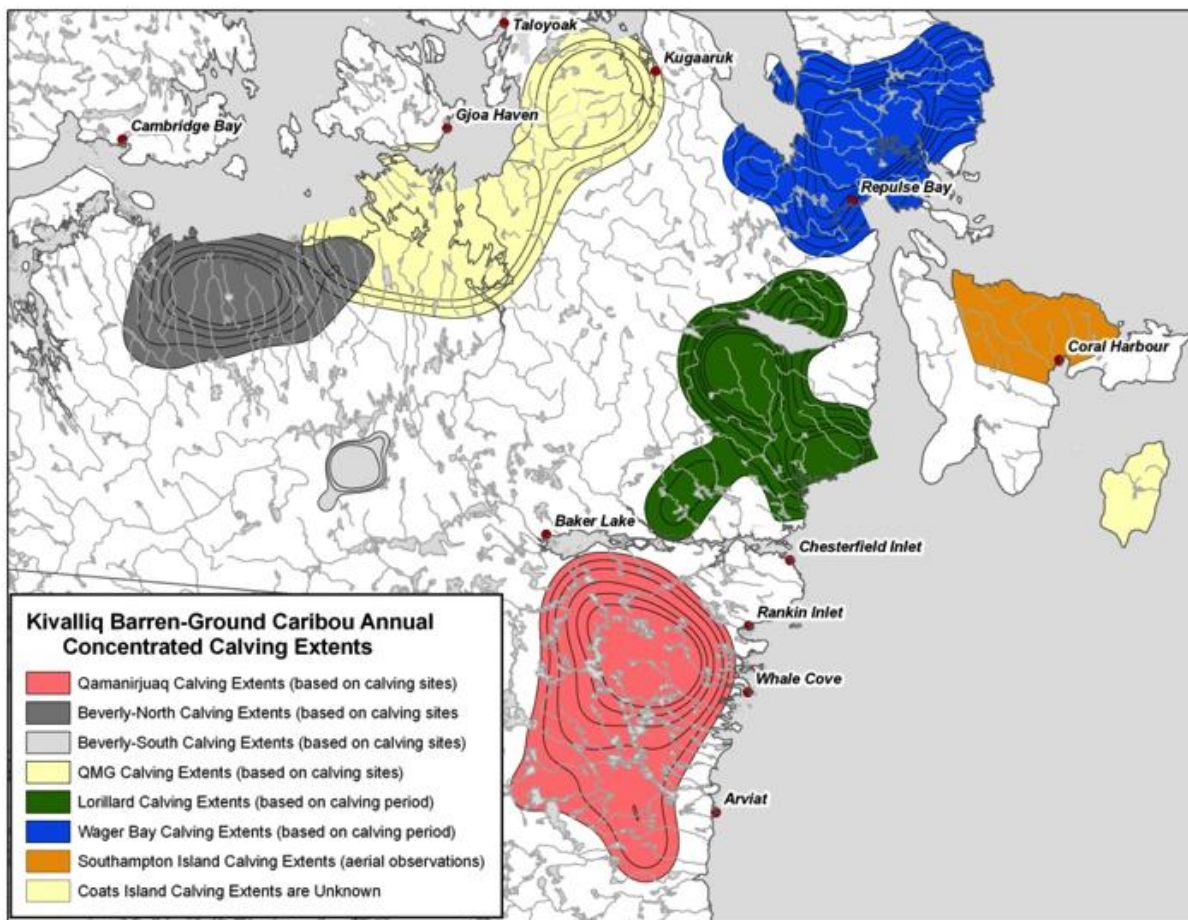 Taloyoak
Kugaaruk
Gjoa Haven
Cambridge Bay
Repulse Bay
Coral Harbour
Baker Lake
Chesterfield Inlet
Rankin Inlet
Whale Cove
Arviat
Kivalliq Barren-Ground Caribou Annual
Concentrated Calving Extents
Qamanirjuaq Calving Extents (based on calving sites)
Beverly-North Calving Extents (based on calving sites
Beverly-South Calving Extents (based on calving sites)
QMG Calving Extents (based on calving sites)
Lorillard Calving Extents (based on calving period)
Wager Bay Calving Extents (based on calving period)
Southampton Island Calving Extents (aerial observations)
Coats Island Calving Extents are Unknown